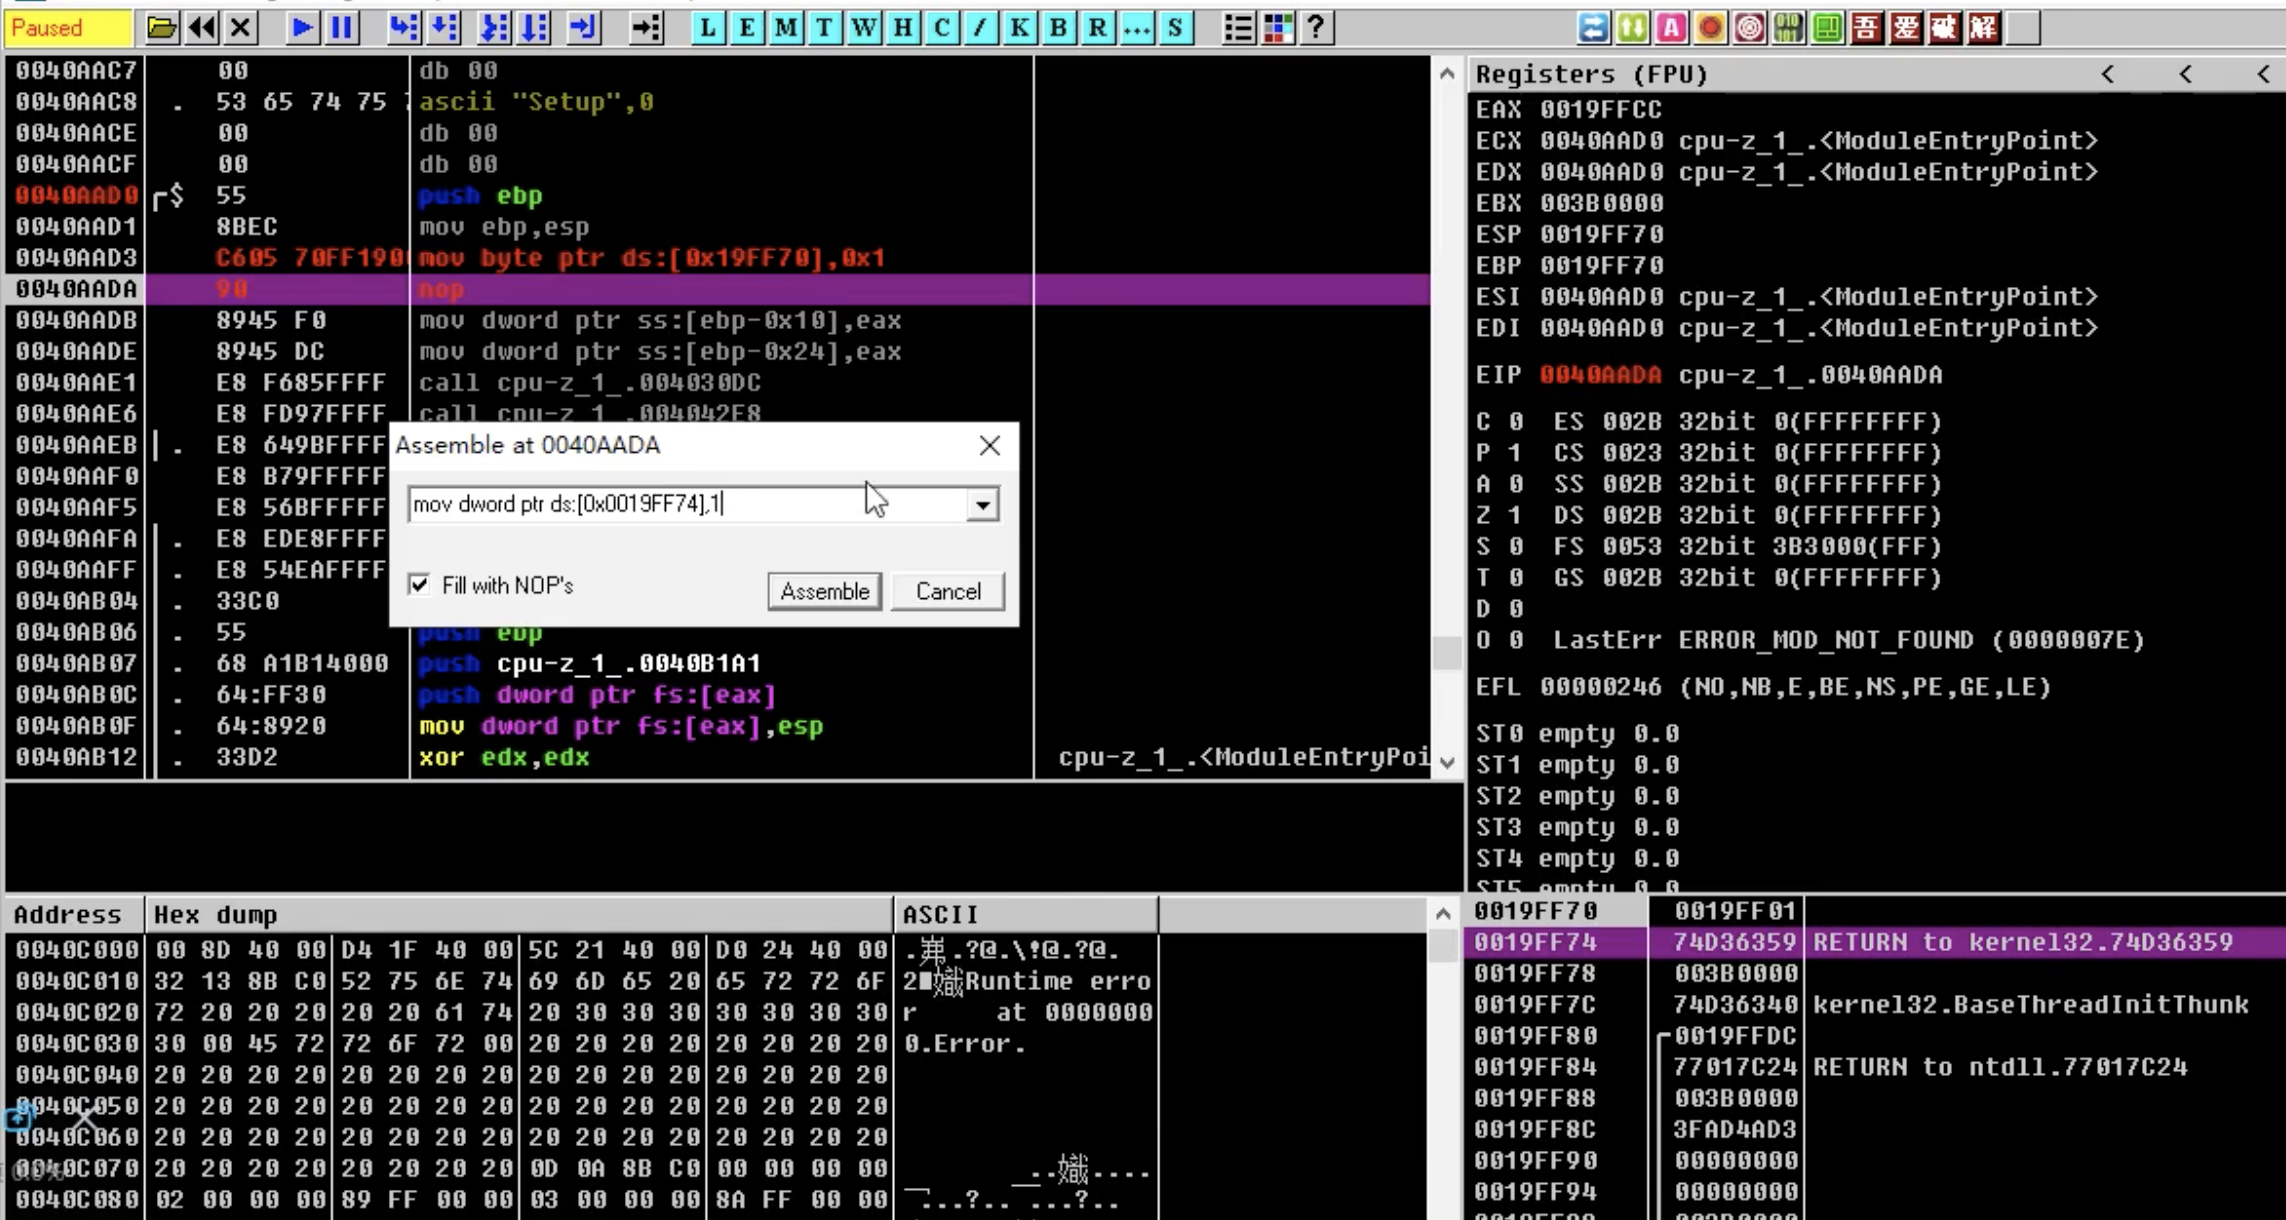 Paused
L E M T W H C / K B R ... S
? A 010 101 吾 爱 破 解
0040AAC7 00 db 00
0040AAC8 . 53 65 74 75 ascii "Setup",0
0040AACE 00 db 00
0040AACF 00 db 00
0040AAD0 $ 55 push ebp
0040AAD1 8BEC mov ebp,esp
0040AAD3 C605 70FF190 mov byte ptr ds:[0x19FF70],0x1
0040AADA 90 nop
0040AADB 8945 F0 mov dword ptr ss:[ebp-0x10],eax
0040AADE 8945 DC mov dword ptr ss:[ebp-0x24],eax
0040AAE1 E8 F685FFFF call cpu-z_1_.004030DC
0040AAE6 E8 FD97FFFF call cpu-z_1_.004042E8
0040AAEB . E8 649BFFFF
0040AAF0 E8 B79FFFFF
0040AAF5 E8 56BFFFFF
0040AAFA . E8 EDE8FFFF
0040AAFF . E8 54EAFFFF
0040AB04 . 33C0
0040AB06 . 55 push ebp
0040AB07 . 68 A1B14000 push cpu-z_1_.0040B1A1
0040AB0C . 64:FF30 push dword ptr fs:[eax]
0040AB0F . 64:8920 mov dword ptr fs:[eax],esp
0040AB12 . 33D2 xor edx,edx cpu-z_1_.<ModuleEntryPoi
Assemble at 0040AADA
mov dword ptr ds:[0x0019FF74],1
Fill with NOP's
Assemble Cancel
Registers (FPU) < < <
EAX 0019FFCC
ECX 0040AAD0 cpu-z_1_.<ModuleEntryPoint>
EDX 0040AAD0 cpu-z_1_.<ModuleEntryPoint>
EBX 003B0000
ESP 0019FF70
EBP 0019FF70
ESI 0040AAD0 cpu-z_1_.<ModuleEntryPoint>
EDI 0040AAD0 cpu-z_1_.<ModuleEntryPoint>
EIP 0040AADA cpu-z_1_.0040AADA
C 0 ES 002B 32bit 0(FFFFFFFF)
P 1 CS 0023 32bit 0(FFFFFFFF)
A 0 SS 002B 32bit 0(FFFFFFFF)
Z 1 DS 002B 32bit 0(FFFFFFFF)
S 0 FS 0053 32bit 3B3000(FFF)
T 0 GS 002B 32bit 0(FFFFFFFF)
D 0
O 0 LastErr ERROR_MOD_NOT_FOUND (0000007E)
EFL 00000246 (NO,NB,E,BE,NS,PE,GE,LE)
ST0 empty 0.0
ST1 empty 0.0
ST2 empty 0.0
ST3 empty 0.0
ST4 empty 0.0
ST5 empty 0.0
Address Hex dump ASCII
0040C000 00 8D 40 00 D4 1F 40 00 5C 21 40 00 D0 24 40 00 .?@.\!@.?@.
0040C010 32 13 8B C0 52 75 6E 74 69 6D 65 20 65 72 72 6F Runtime erro
0040C020 72 20 20 20 20 20 61 74 20 30 30 30 30 30 30 30 r at 0000000
0040C030 30 00 45 72 72 6F 72 00 20 20 20 20 20 20 20 20 0.Error.
0040C040 20 20 20 20 20 20 20 20 20 20 20 20 20 20 20 20
0040C050 20 20 20 20 20 20 20 20 20 20 20 20 20 20 20 20
0040C060 20 20 20 20 20 20 20 20 20 20 20 20 20 20 20 20
0040C070 20 20 20 20 20 20 20 20 0D 0A 8B C0 00 00 00 00 ......
0040C080 02 00 00 00 89 FF 00 00 03 00 00 00 8A FF 00 00 ...?.. ...?..
0019FF70 0019FF01
0019FF74 74D36359 RETURN to kernel32.74D36359
0019FF78 003B0000
0019FF7C 74D36340 kernel32.BaseThreadInitThunk
0019FF80 0019FFDC
0019FF84 77017C24 RETURN to ntdll.77017C24
0019FF88 003B0000
0019FF8C 3FAD4AD3
0019FF90 00000000
0019FF94 00000000